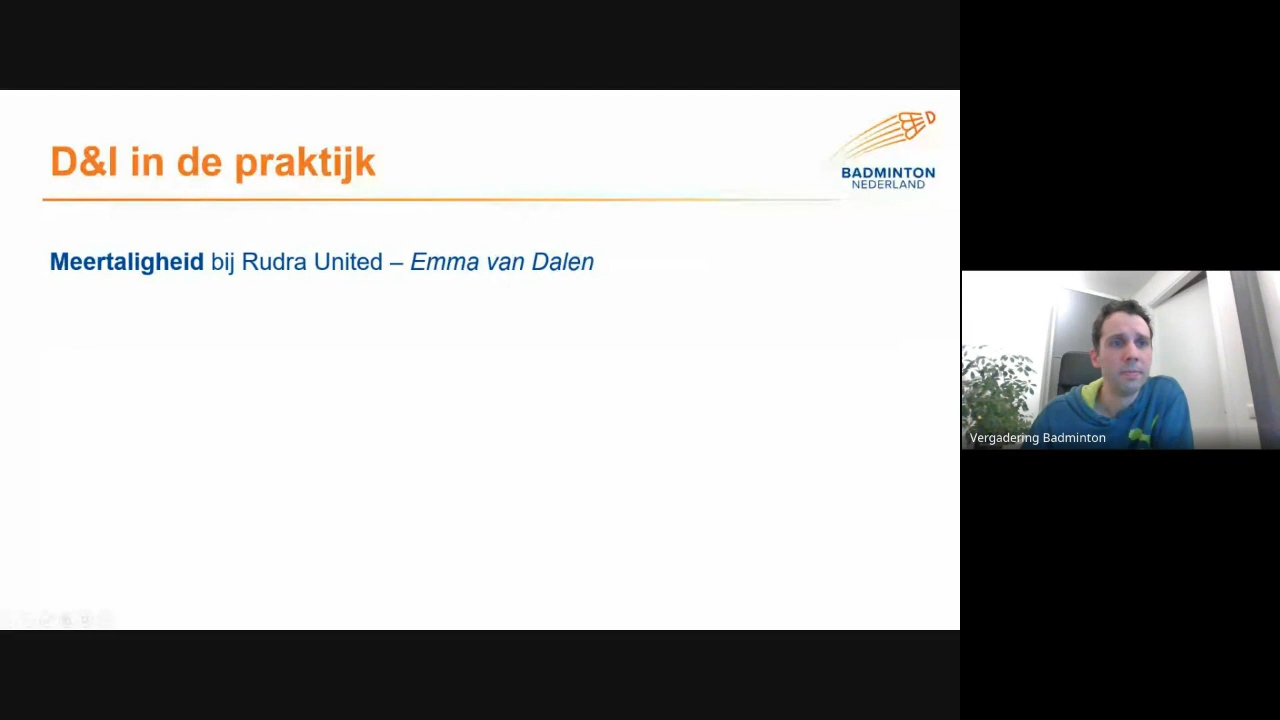 D&I in de praktijk
BADMINTON
NEDERLAND
Meertaligheid bij Rudra United – Emma van Dalen
Vergadering Badminton